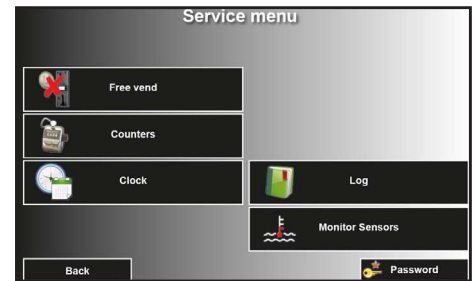 Service menu
Free vend
Counters
Clock
Log
Monitor Sensors
Back
Password